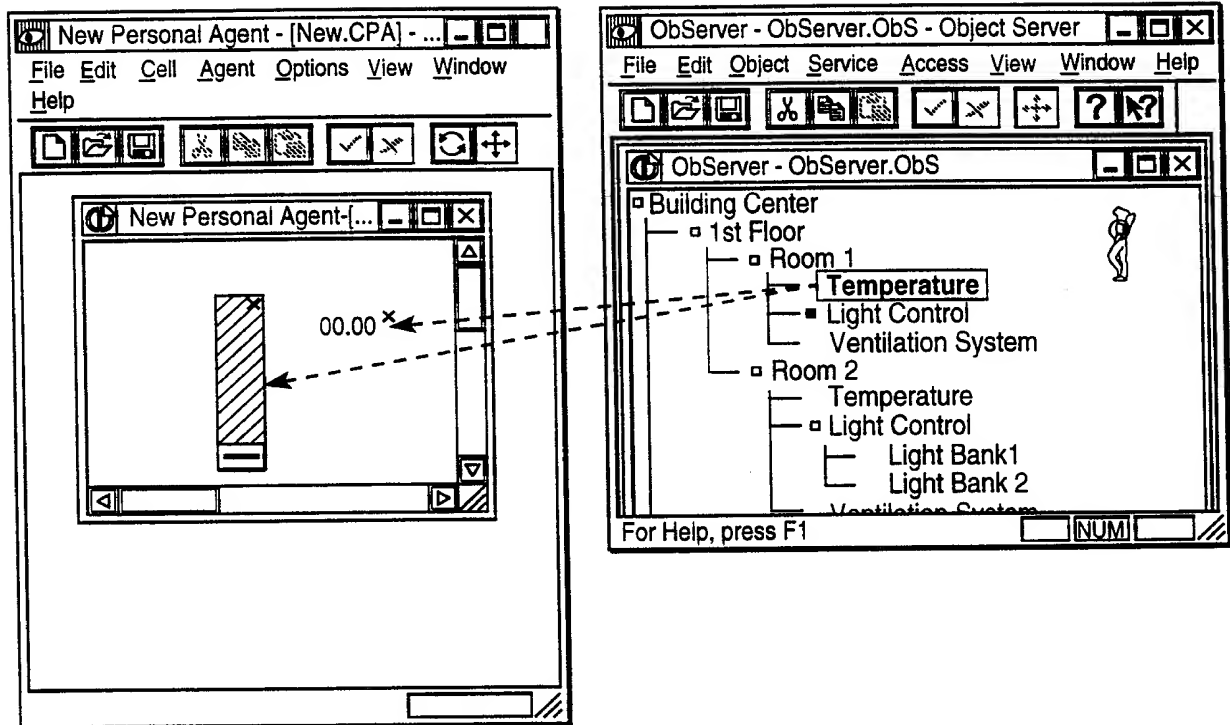 New Personal Agent - [New.CPA] - ...
File Edit Cell Agent Options View Window
Help
New Personal Agent-[...
00.00
ObServer - ObServer.ObS - Object Server
File Edit Object Service Access View Window Help
ObServer - ObServer.ObS
Building Center
1st Floor
Room 1
Temperature
Light Control
Ventilation System
Room 2
Temperature
Light Control
Light Bank1
Light Bank 2
Ventilation System
For Help, press F1
NUM